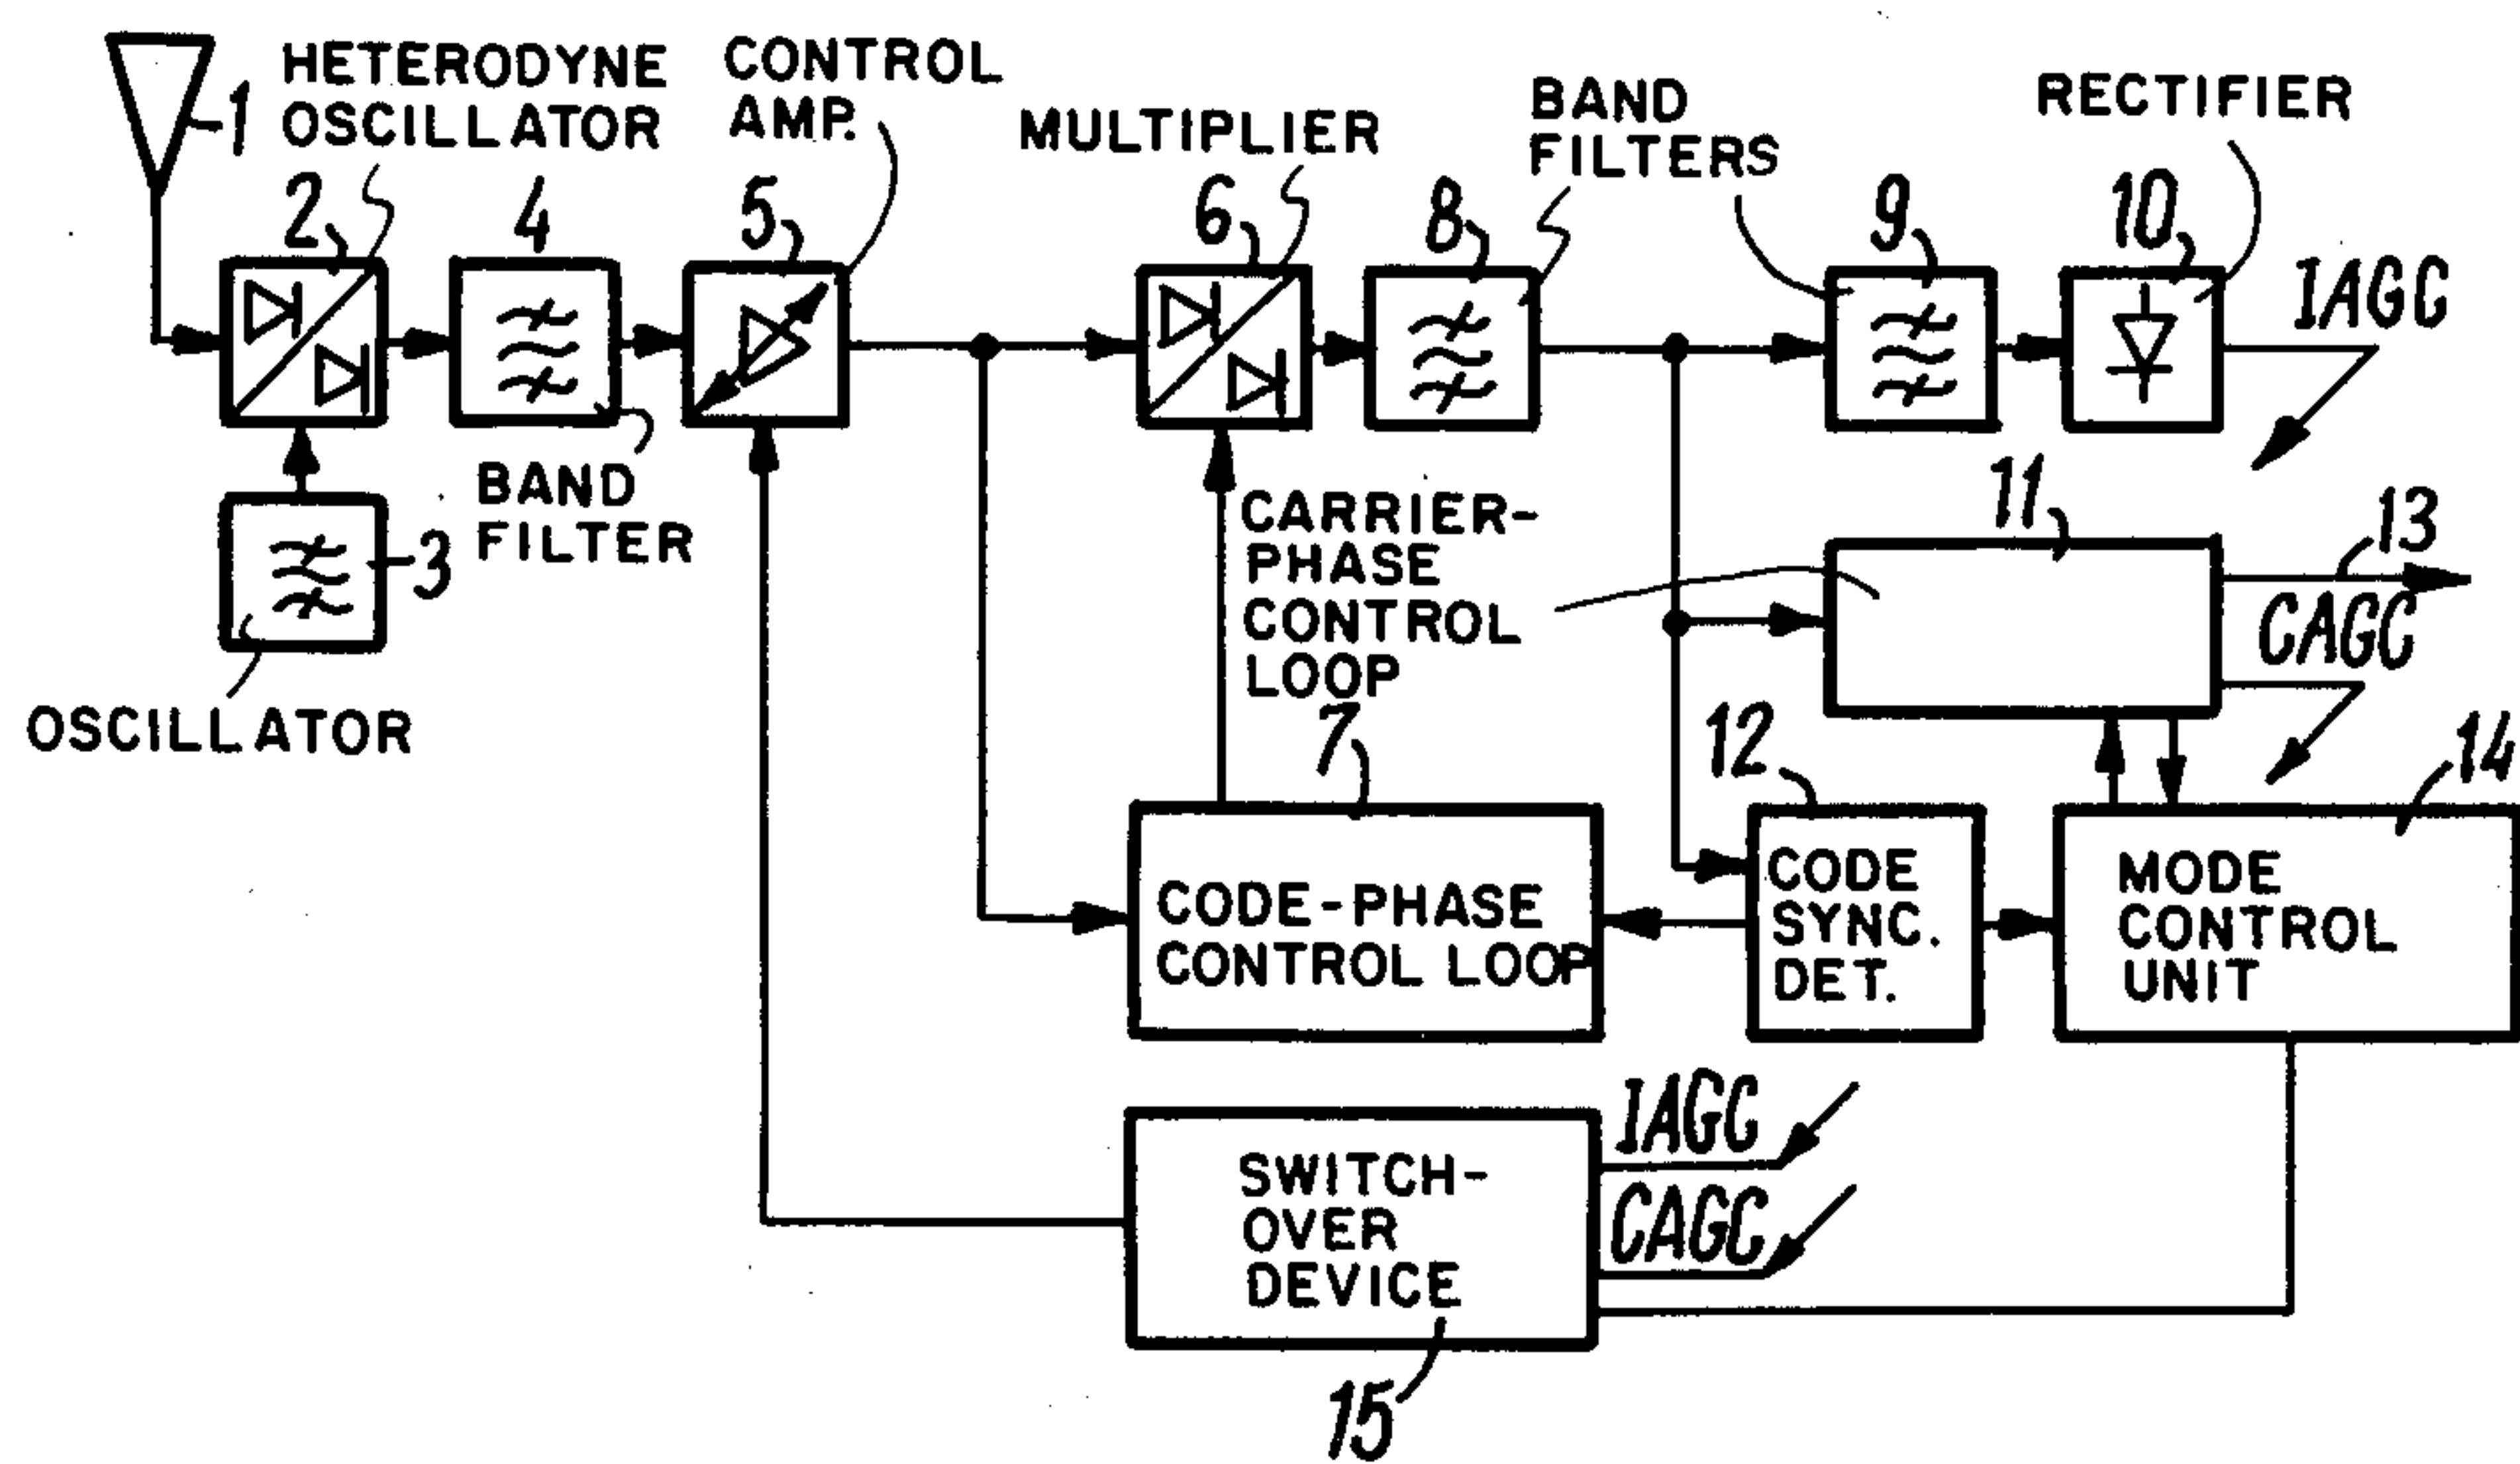 1
HETERODYNE
OSCILLATOR
2
4
CONTROL
AMP.
5
MULTIPLIER
6
8
BAND
FILTERS
9
RECTIFIER
10
IAGC
3
OSCILLATOR
BAND
FILTER
CARRIER-
PHASE
CONTROL
LOOP
11
13
CAGC
7
CODE-PHASE
CONTROL LOOP
12
CODE
SYNC.
DET.
14
MODE
CONTROL
UNIT
SWITCH-
OVER
DEVICE
IAGC
CAGC
15